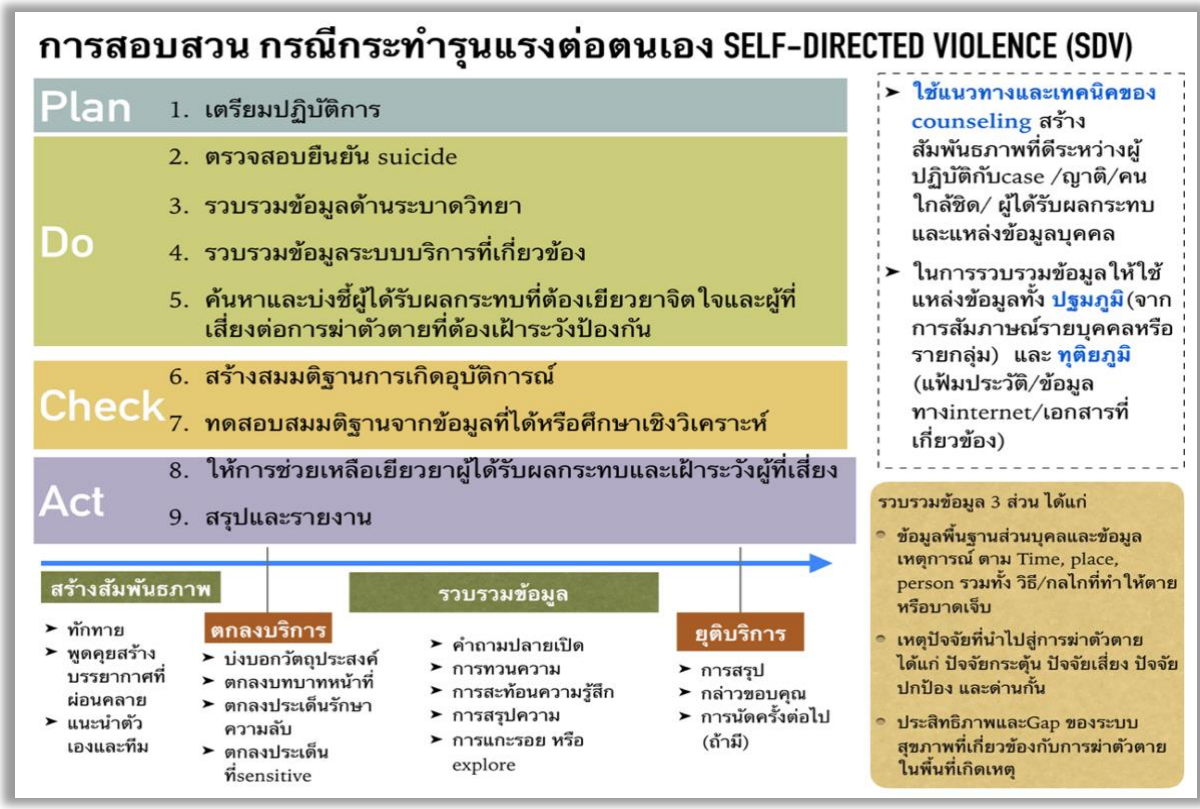 การสอบสวน กรณีกระทำรุนแรงต่อตนเอง SELF-DIRECTED VIOLENCE (SDV)
Plan
1. เตรียมปฏิบัติการ
Do
2. ตรวจสอบยืนยัน suicide
3. รวบรวมข้อมูลด้านระบาดวิทยา
4. รวบรวมข้อมูลระบบบริการที่เกี่ยวข้อง
5. ค้นหาและบ่งชี้ผู้ได้รับผลกระทบที่ต้องเยียวยาจิตใจและผู้ที่
เสี่ยงต่อการฆ่าตัวตายที่ต้องเฝ้าระวังป้องกัน
Check
6. สร้างสมมติฐานการเกิดอุบัติการณ์
7. ทดสอบสมมติฐานจากข้อมูลที่ได้หรือศึกษาเชิงวิเคราะห์
Act
8. ให้การช่วยเหลือเยียวยาผู้ได้รับผลกระทบและเฝ้าระวังผู้ที่เสี่ยง
9. สรุปและรายงาน
➤ ใช้แนวทางและเทคนิคของ
counseling สร้าง
สัมพันธภาพที่ดีระหว่างผู้
ปฏิบัติกับcase /ญาติ/คน
ใกล้ชิด/ ผู้ได้รับผลกระทบ
และแหล่งข้อมูลบุคคล
➤ ในการรวบรวมข้อมูลให้ใช้
แหล่งข้อมูลทั้ง ปฐมภูมิ(จาก
การสัมภาษณ์รายบุคคลหรือ
รายกลุ่ม) และ ทุติยภูมิ
(แฟ้มประวัติ/ข้อมูล
ทางinternet/เอกสารที่
เกี่ยวข้อง)
รวบรวมข้อมูล 3 ส่วน ได้แก่
• ข้อมูลพื้นฐานส่วนบุคคลและข้อมูล
เหตุการณ์ ตาม Time, place,
person รวมทั้ง วิธี/กลไกที่ทำให้ตาย
หรือบาดเจ็บ
• เหตุปัจจัยที่นำไปสู่การฆ่าตัวตาย
ได้แก่ ปัจจัยกระตุ้น ปัจจัยเสี่ยง ปัจจัย
ปกป้อง และด่านกั้น
• ประสิทธิภาพและGap ของระบบ
สุขภาพที่เกี่ยวข้องกับการฆ่าตัวตาย
ในพื้นที่เกิดเหตุ
สร้างสัมพันธภาพ
➤ ทักทาย
➤ พูดคุยสร้าง
บรรยากาศที่
ผ่อนคลาย
➤ แนะนำตัว
เองและทีม
ตกลงบริการ
➤ บ่งบอกวัตถุประสงค์
➤ ตกลงบทบาทหน้าที่
➤ ตกลงประเด็นรักษา
ความลับ
➤ ตกลงประเด็น
ที่sensitive
รวบรวมข้อมูล
➤ คำถามปลายเปิด
➤ การทวนความ
➤ การสะท้อนความรู้สึก
➤ การสรุปความ
➤ การแกะรอย หรือ
explore
ยุติบริการ
➤ การสรุป
➤ กล่าวขอบคุณ
➤ การนัดครั้งต่อไป
(ถ้ามี)